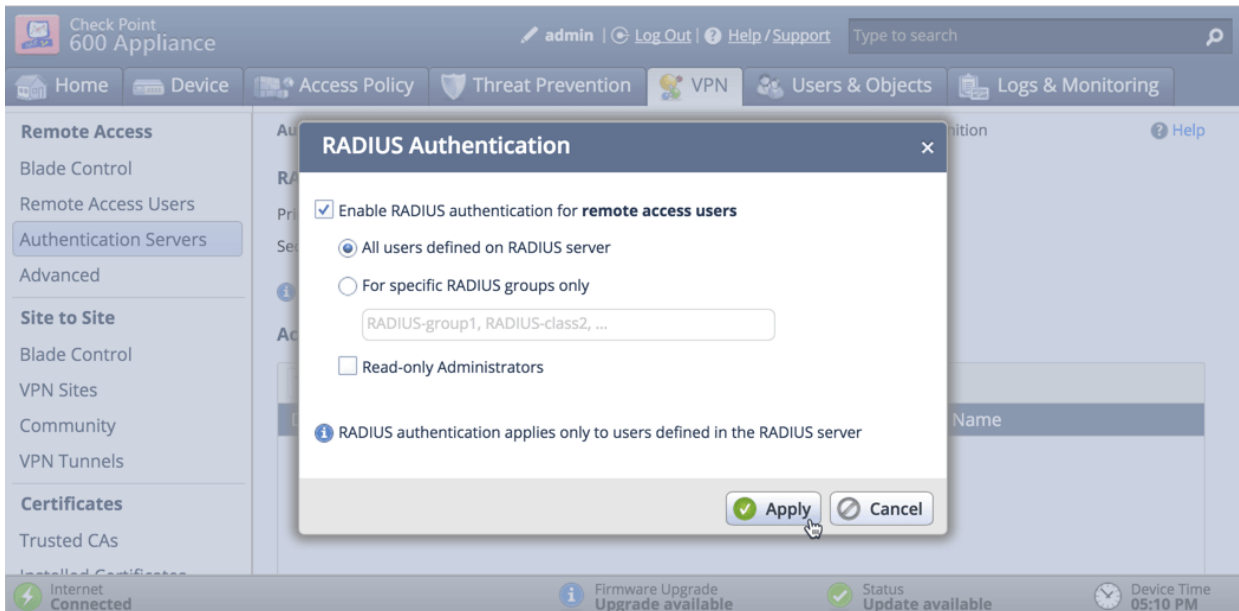 Check Point
600 Appliance
admin | Log Out | Help / Support
Type to search
Home
Device
Access Policy
Threat Prevention
VPN
Users & Objects
Logs & Monitoring
Remote Access
Blade Control
Remote Access Users
Authentication Servers
Advanced
Site to Site
Blade Control
VPN Sites
Community
VPN Tunnels
Certificates
Trusted CAs
Installed Certificates
Help
RADIUS Authentication
Enable RADIUS authentication for remote access users
All users defined on RADIUS server
For specific RADIUS groups only
RADIUS-group1, RADIUS-class2, ...
Read-only Administrators
RADIUS authentication applies only to users defined in the RADIUS server
Name
Apply
Cancel
Internet
Connected
Firmware Upgrade
Upgrade available
Status
Update available
Device Time
05:10 PM